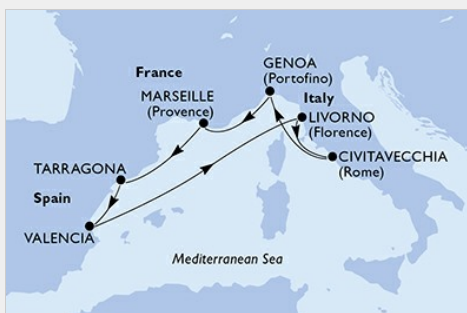 GENOA
(Portofino)
France
MARSEILLE
(Provence)
Italy
LIVORNO
(Florence)
CIVITAVECCHIA
(Rome)
TARRAGONA
Spain
VALENCIA
Mediterranean Sea